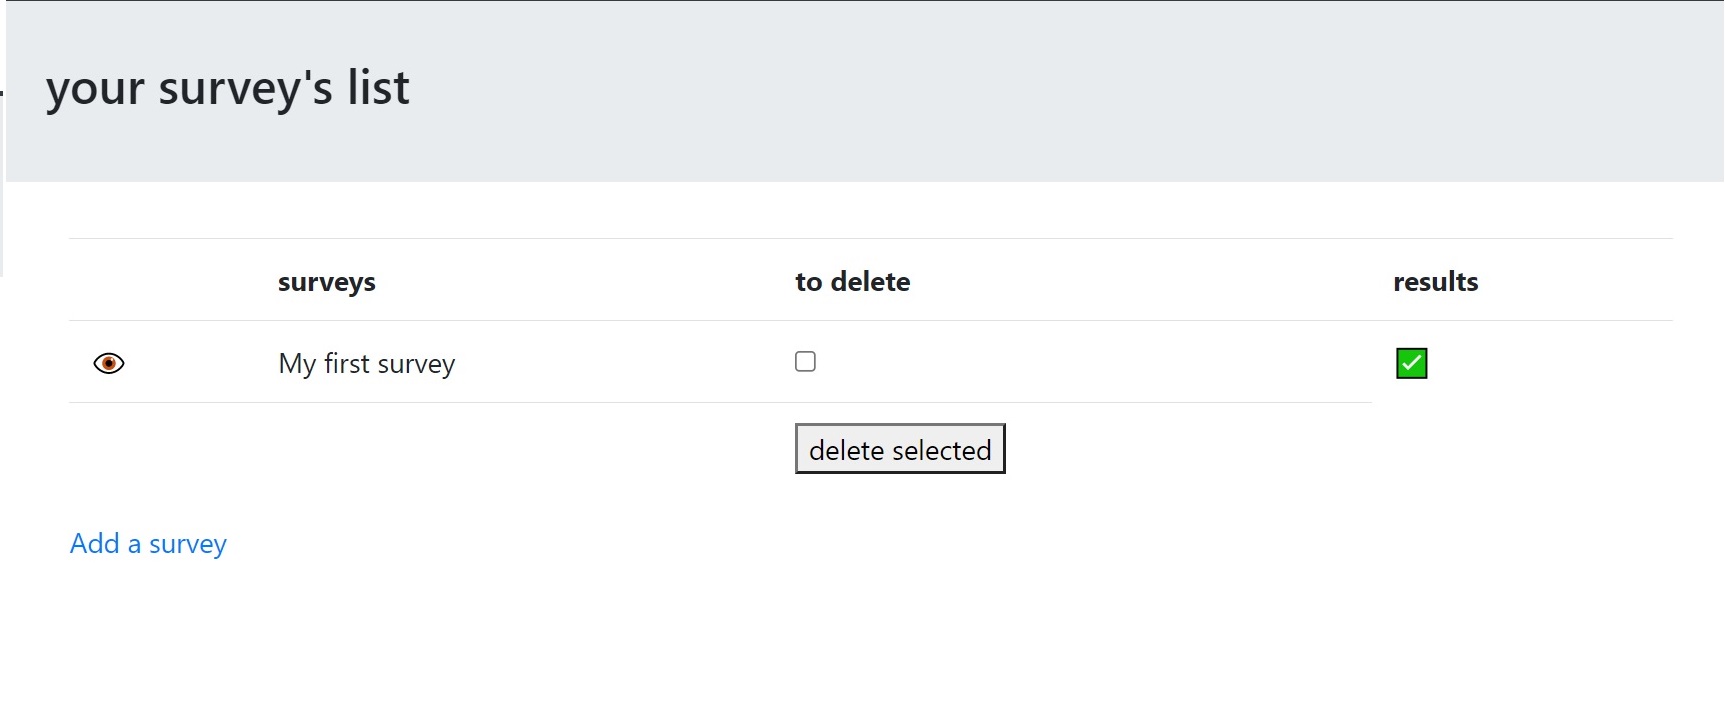 your survey's list
surveys to delete results
My first survey
delete selected
Add a survey